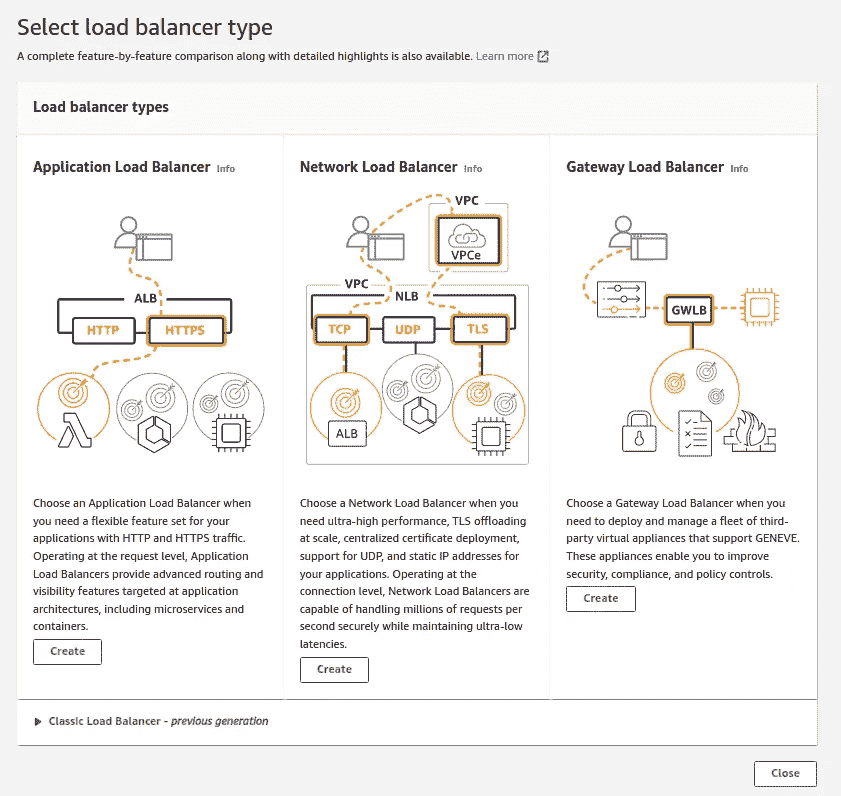 Select load balancer type
A complete feature-by-feature comparison along with detailed highlights is also available. Learn more
Load balancer types
Application Load Balancer Info
ALB
HTTP
HTTPS
Choose an Application Load Balancer when
you need a flexible feature set for your
applications with HTTP and HTTPS traffic.
Operating at the request level, Application
Load Balancers provide advanced routing and
visibility features targeted at application
architectures, including microservices and
containers.
Create
Network Load Balancer Info
VPC
VPCe
VPC
NLB
TCP
UDP
TLS
ALB
Choose a Network Load Balancer when you
need ultra-high performance, TLS offloading
at scale, centralized certificate deployment,
support for UDP, and static IP addresses for
your applications. Operating at the
connection level, Network Load Balancers are
capable of handling millions of requests per
second securely while maintaining ultra-low
latencies.
Create
Gateway Load Balancer Info
GWLB
Choose a Gateway Load Balancer when you
need to deploy and manage a fleet of third-
party virtual appliances that support GENEVE.
These appliances enable you to improve
security, compliance, and policy controls.
Create
Classic Load Balancer - previous generation
Close